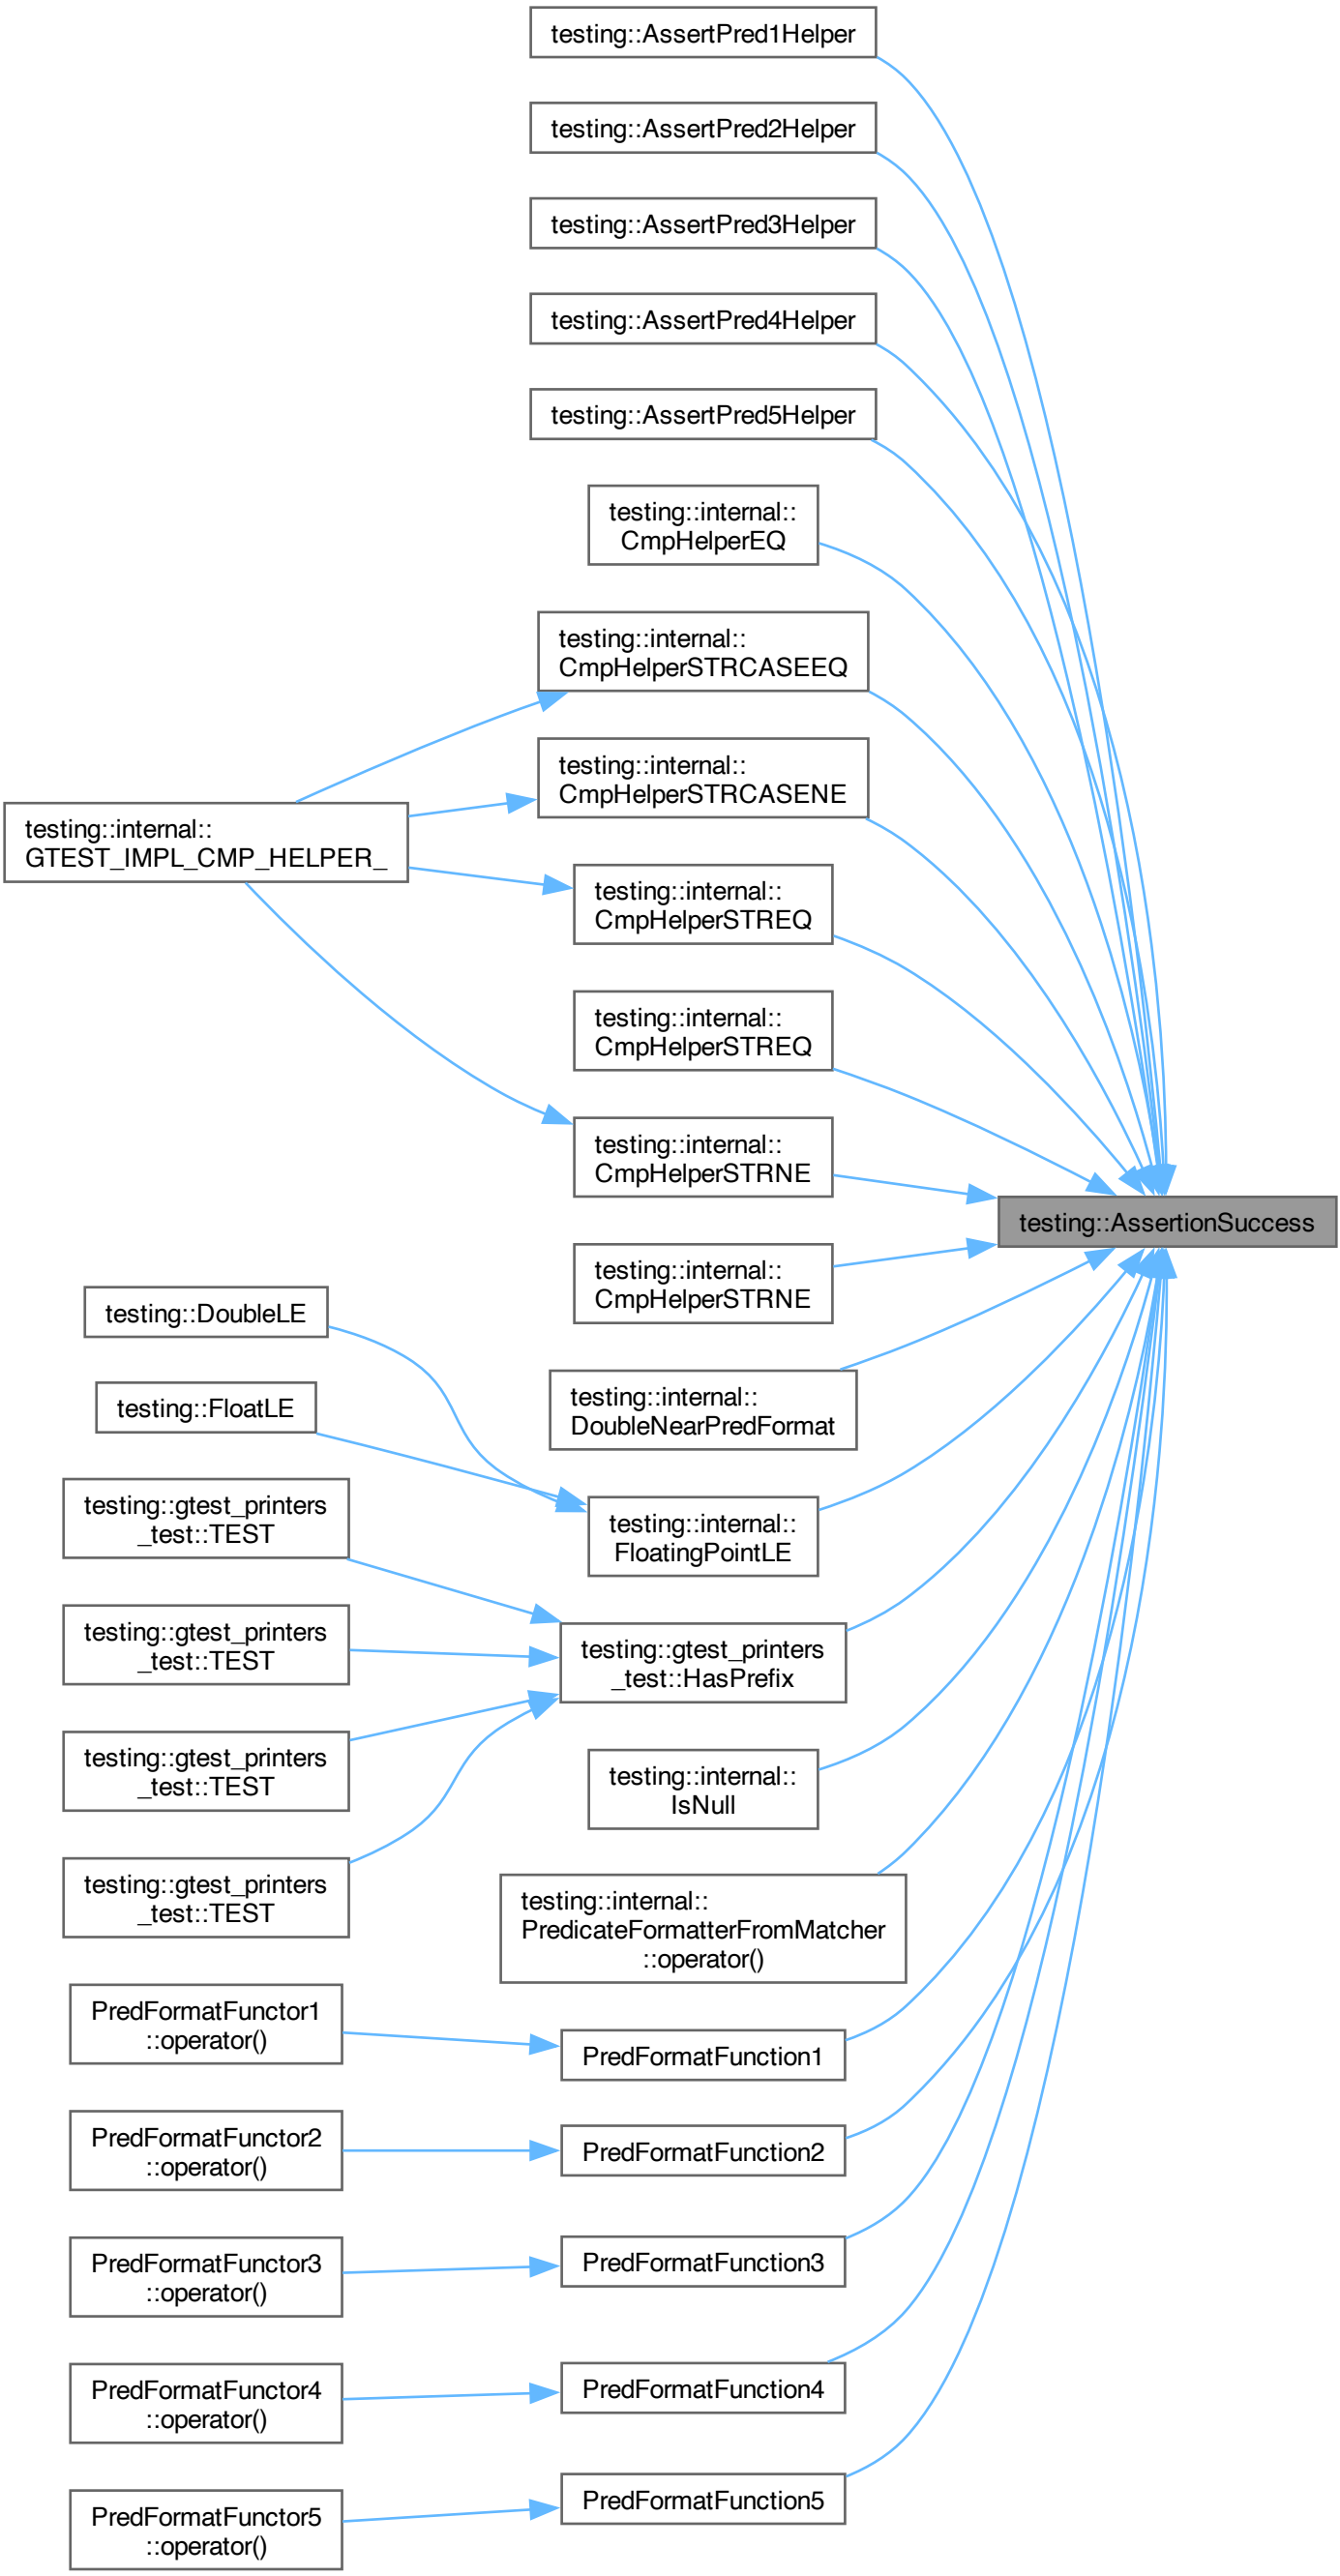 testing::AssertPred1Helper
testing::AssertPred2Helper
testing::AssertPred3Helper
testing::AssertPred4Helper
testing::AssertPred5Helper
testing::internal::
CmpHelperEQ
testing::internal::
CmpHelperSTRCASEEQ
testing::internal::
CmpHelperSTRCASENE
testing::internal::
GTEST_IMPL_CMP_HELPER_
testing::internal::
CmpHelperSTREQ
testing::internal::
CmpHelperSTREQ
testing::internal::
CmpHelperSTRNE
testing::AssertionSuccess
testing::internal::
CmpHelperSTRNE
testing::DoubleLE
testing::internal::
DoubleNearPredFormat
testing::FloatLE
testing::gtest_printers
_test::TEST
testing::internal::
FloatingPointLE
testing::gtest_printers
_test::TEST
testing::gtest_printers
_test::HasPrefix
testing::gtest_printers
_test::TEST
testing::internal::
IsNull
testing::gtest_printers
_test::TEST
testing::internal::
PredicateFormatterFromMatcher
::operator()
PredFormatFunctor1
::operator()
PredFormatFunction1
PredFormatFunctor2
::operator()
PredFormatFunction2
PredFormatFunctor3
::operator()
PredFormatFunction3
PredFormatFunctor4
::operator()
PredFormatFunction4
PredFormatFunctor5
::operator()
PredFormatFunction5